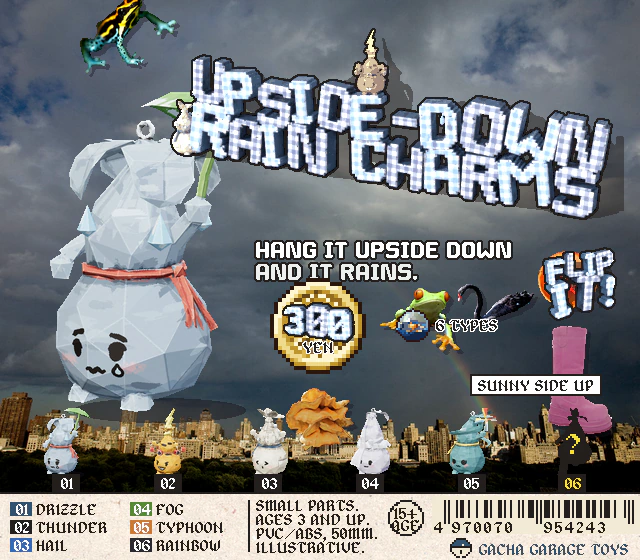 UPSIDE-DOWN
RAIN CHARMS
HANG IT UPSIDE DOWN
AND IT RAINS.
FLIP
IT!
300
YEN
6 TYPES
SUNNY SIDE UP
?
01
02
03
04
05
06
01 DRIZZLE
02 THUNDER
03 HAIL
04 FOG
05 TYPHOON
06 RAINBOW
SMALL PARTS.
AGES 3 AND UP.
PVC/ABS, 50MM.
ILLUSTRATIVE.
15+
AGE
4 970070 954243
GACHA GARAGE TOYS